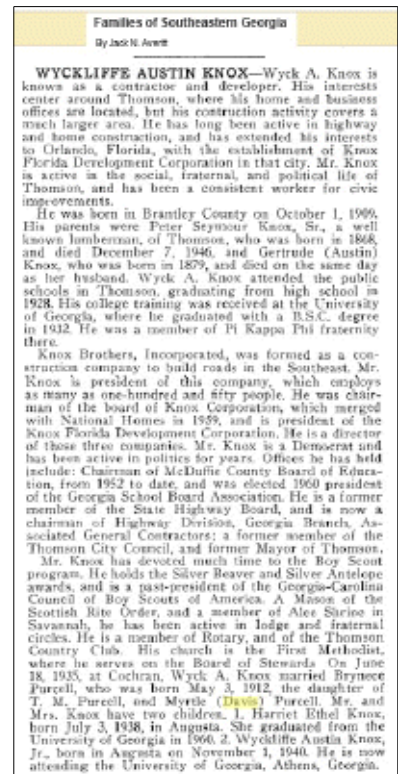 Families of Southeastern Georgia
By Jack N. Averitt
WYCKLIFFE AUSTIN KNOX—Wyck A. Knox is
known as a contractor and developer. His interests
center around Thomson, where his home and business
offices are located, but his contruction activity covers a
much larger area. He has long been active in highway
and home construction, and has extended his interests
to Orlando, Florida, with the establishment of Knox
Florida Development Corporation in that city. Mr. Knox
is active in the social, fraternal, and political life of
Thomson, and has been a consistent worker for civic
improvements.
He was born in Brantley County on October 1, 1909.
His parents were Peter Seymour Knox, Sr., a well
known lumberman, of Thomson, who was born in 1868,
and died December 7, 1946, and Gertrude (Austin)
Knox, who was born in 1879, and died on the same day
as her husband. Wyck A. Knox attended the public
schools in Thomson, graduating from high school in
1928. His college training was received at the University
of Georgia, where he graduated with a B.S.C. degree
in 1932. He was a member of Pi Kappa Phi fraternity
there.
Knox Brothers, Incorporated, was formed as a con-
struction company to build roads in the Southeast. Mr.
Knox is president of this company, which employs
as many as one-hundred and fifty people. He was chair-
man of the board of Knox Corporation, which merged
with National Homes in 1959, and is president of the
Knox Florida Development Corporation. He is a director
of these three companies. Mr. Knox is a Democrat and
has been active in politics for years. Offices he has held
include: Chairman of McDuffie County Board of Educa-
tion, from 1952 to date, and was elected 1960 president
of the Georgia School Board Association. He is a former
member of the State Highway Board, and is now a
chairman of Highway Division, Georgia Branch, As-
sociated General Contractors; a former member of the
Thomson City Council, and former Mayor of Thomson.
Mr. Knox has devoted much time to the Boy Scout
program. He holds the Silver Beaver and Silver Antelope
awards, and is a past-president of the Georgia-Carolina
Council of Boy Scouts of America. A Mason of the
Scottish Rite Order, and a member of Alee Shrine in
Savannah, he has been active in lodge and fraternal
circles. He is a member of Rotary, and of the Thomson
Country Club. His church is the First Methodist,
where he serves on the Board of Stewards. On June
18, 1935, at Cochran, Wyck A. Knox married Brynece
Purcell, who was born May 3, 1912, the daughter of
T. M. Purcell, and Myrtle (Davis) Purcell. Mr. and
Mrs. Knox have two children. 1. Harriet Ethel Knox,
born July 3, 1938, in Augusta. She graduated from the
University of Georgia in 1960. 2. Wyckliffe Austin Knox,
Jr., born in Augusta on November 1, 1940. He is now
attending the University of Georgia, Athens, Georgia.